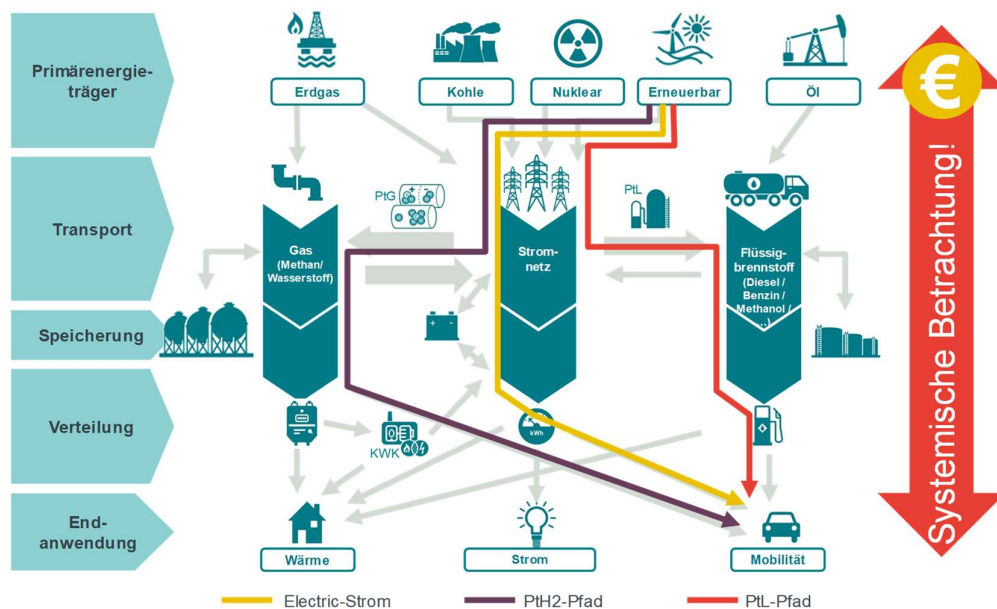 Primärenergie-
träger
Erdgas
Kohle
Nuklear
Erneuerbar
Öl
€
Systemische Betrachtung!
Transport
PtG
PtL
Gas
(Methan/
Wasserstoff)
Strom-
netz
Flüssig-
brennstoff
(Diesel /
Benzin /
Methanol /
...)
Speicherung
Verteilung
KWK
kWh
End-
anwendung
Wärme
Strom
Mobilität
Electric-Strom
PtH2-Pfad
PtL-Pfad